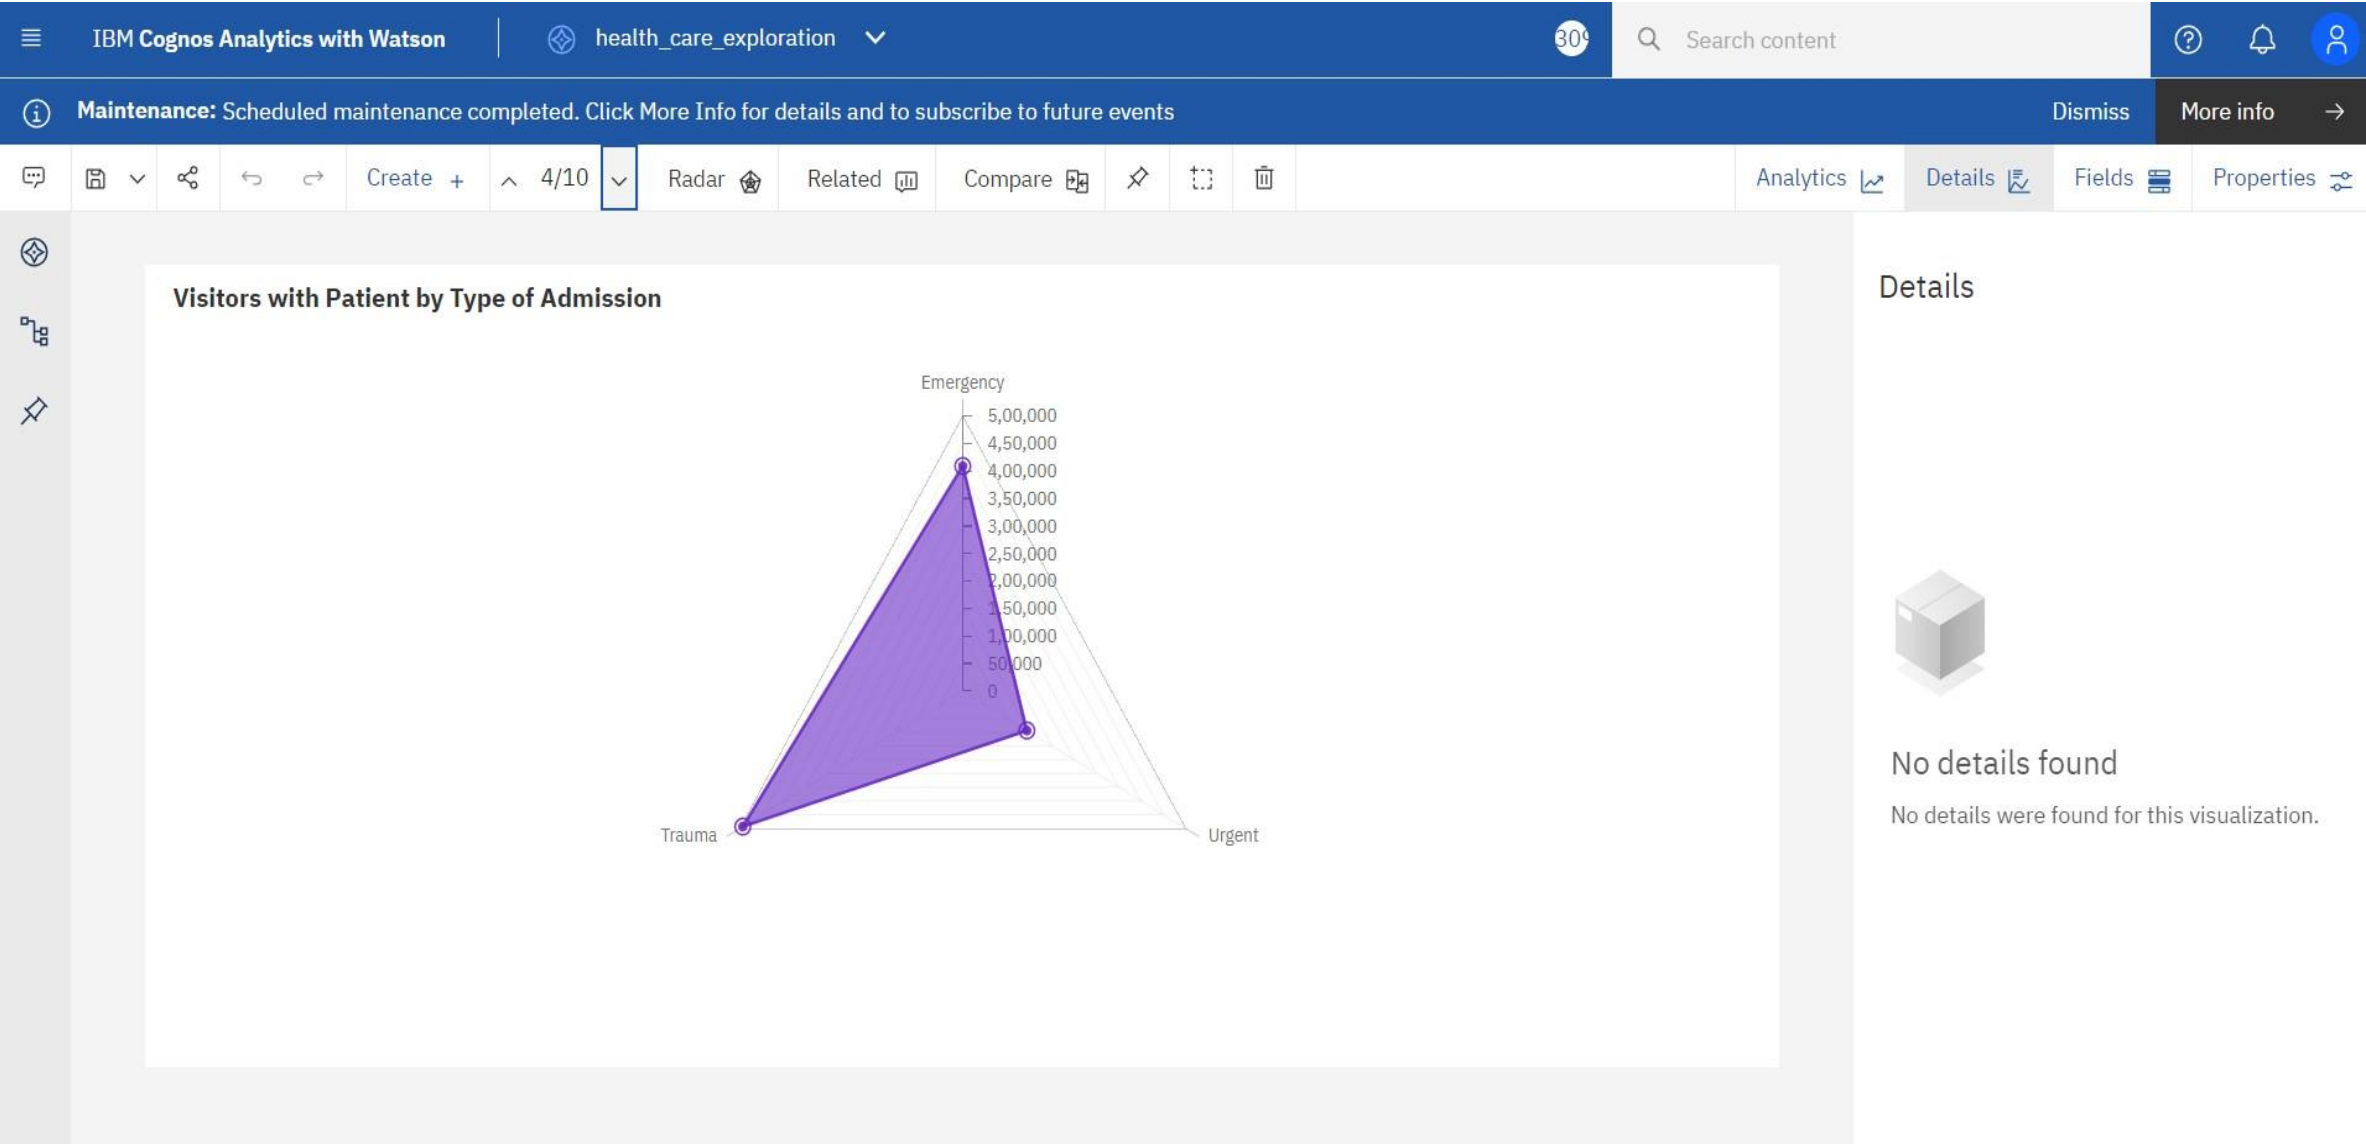 IBM Cognos Analytics with Watson
health_care_exploration
Search content
Maintenance: Scheduled maintenance completed. Click More Info for details and to subscribe to future events
Dismiss
More info
Create
4/10
Radar
Related
Compare
Analytics
Details
Fields
Properties
Visitors with Patient by Type of Admission
Emergency
5,00,000
4,50,000
4,00,000
3,50,000
3,00,000
2,50,000
2,00,000
1,50,000
1,00,000
50,000
0
Trauma
Urgent
Details
No details found
No details were found for this visualization.